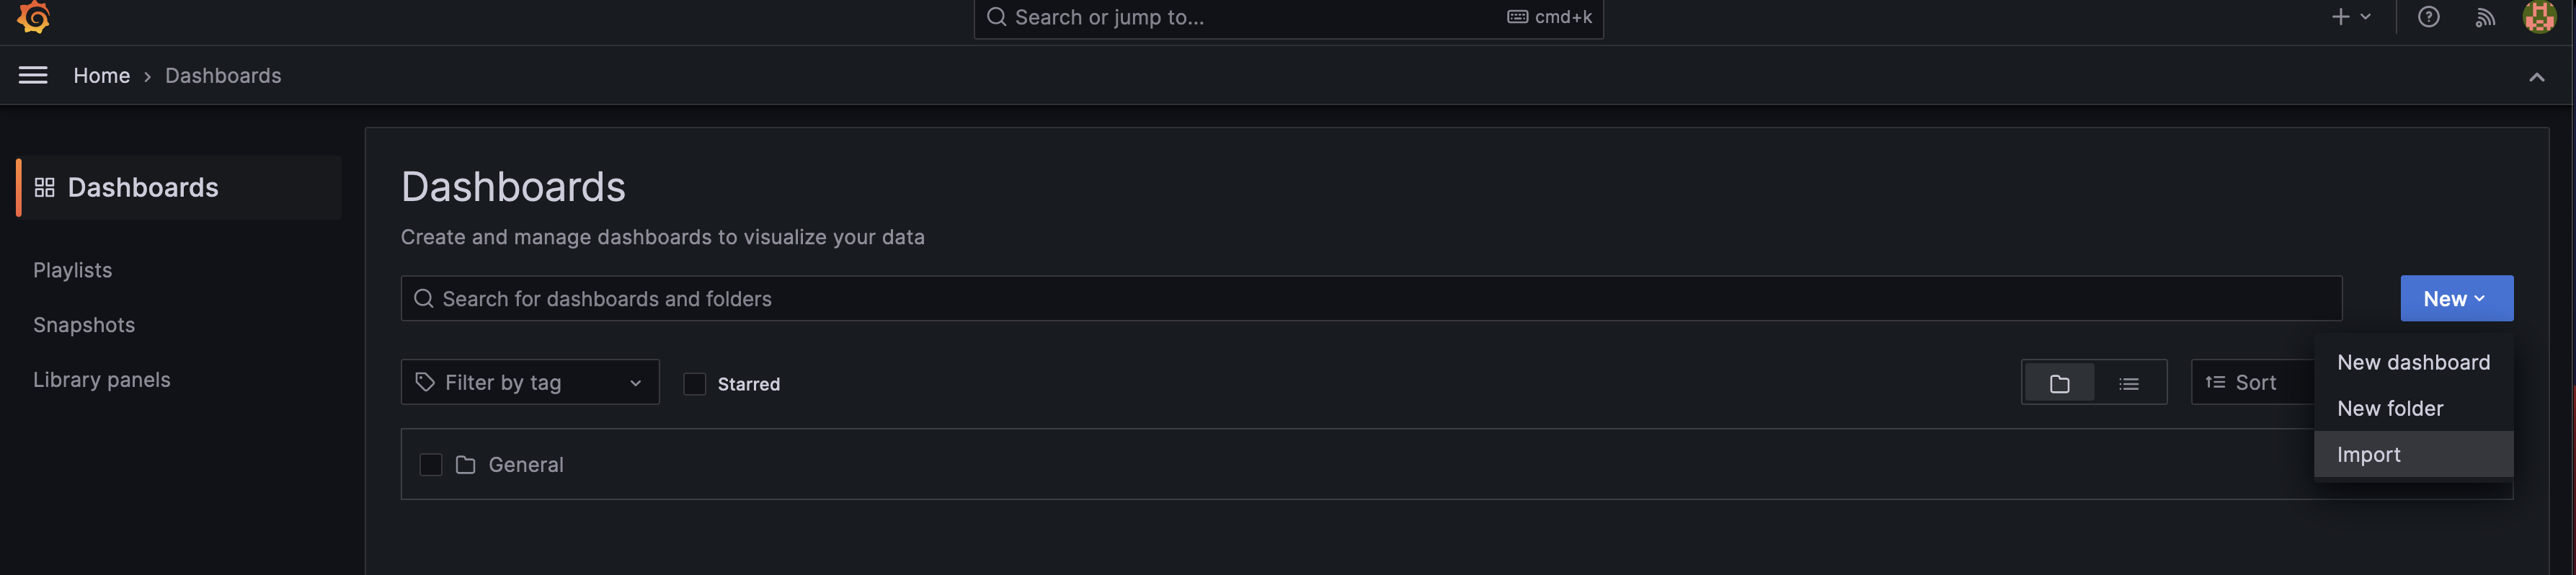 Search or jump to...
cmd+k
Home › Dashboards
Dashboards
Playlists
Snapshots
Library panels
Dashboards
Create and manage dashboards to visualize your data
Search for dashboards and folders
New
Filter by tag
Starred
Sort
New dashboard
New folder
Import
General